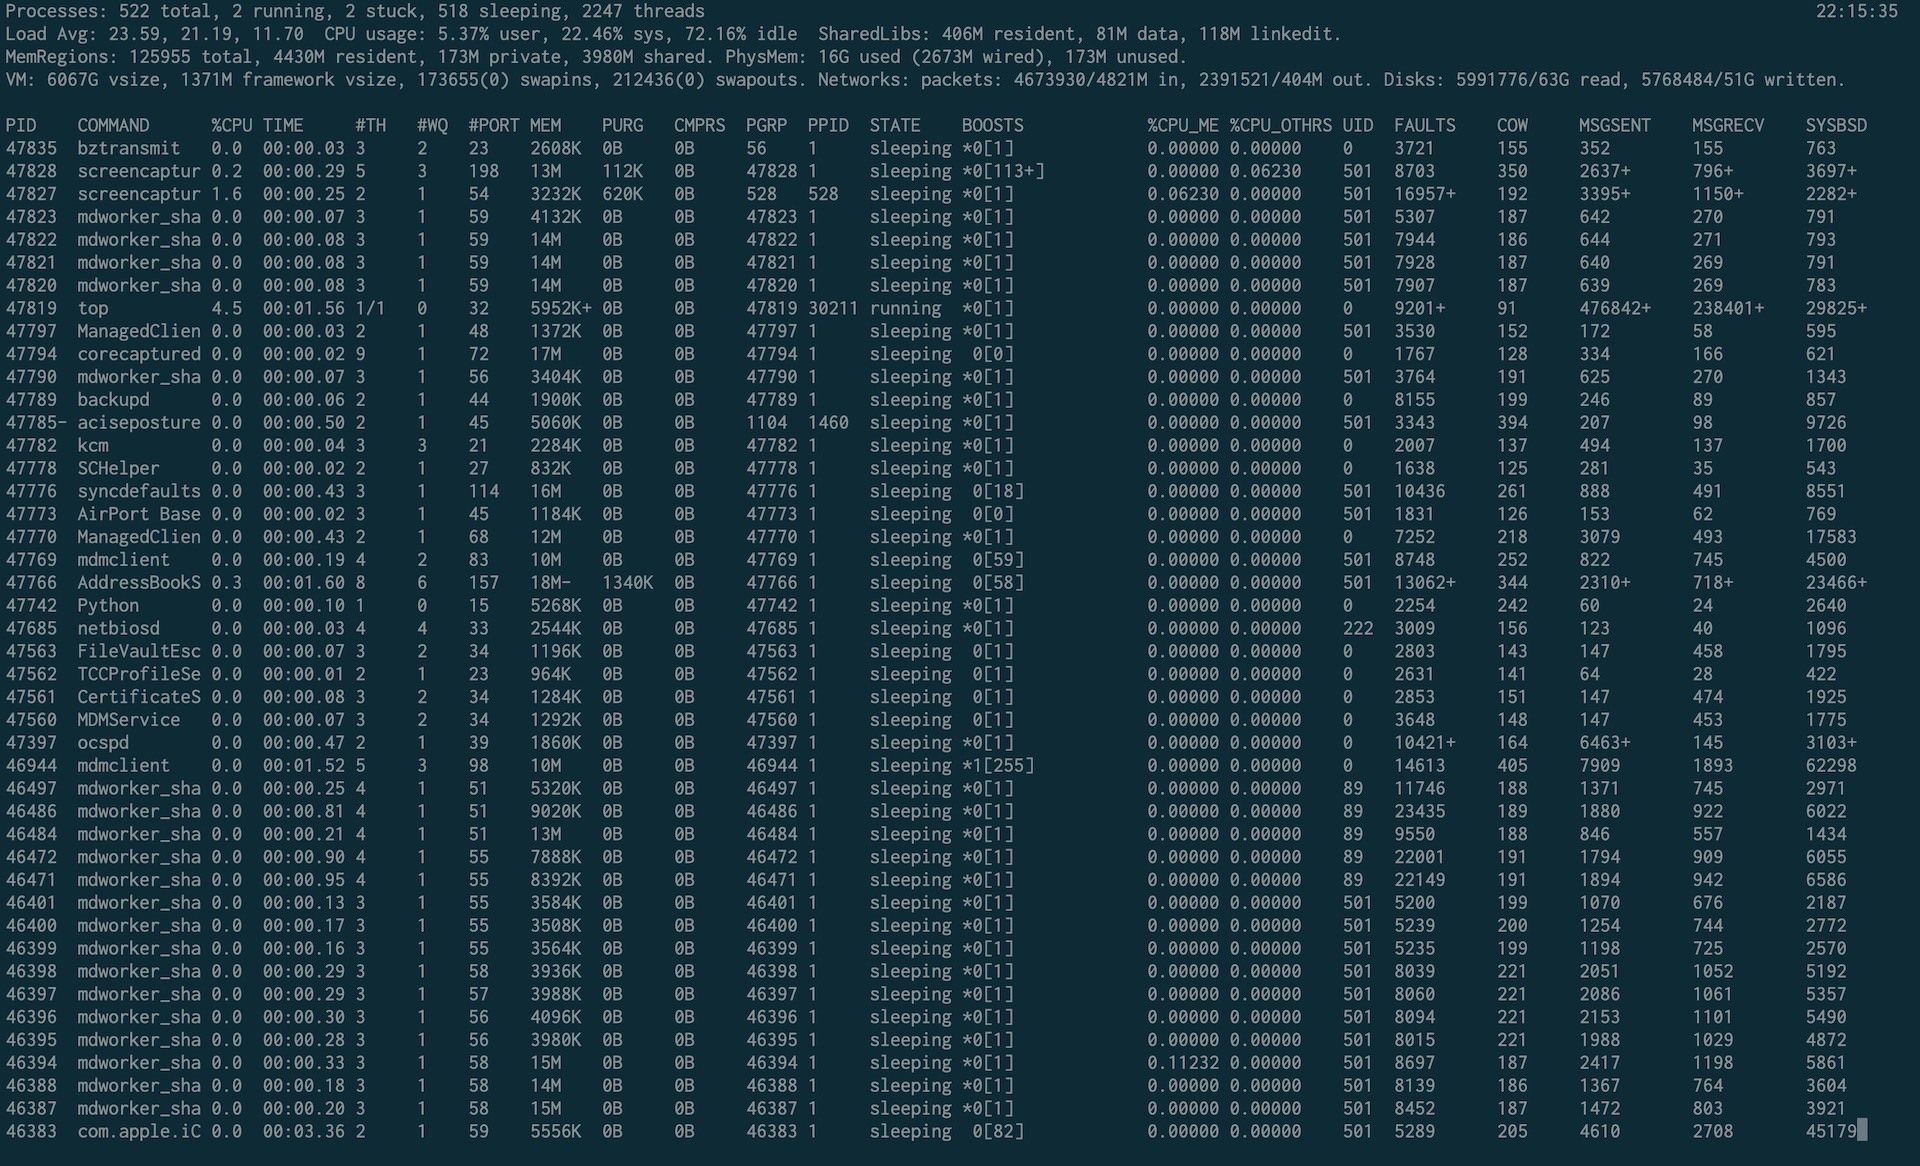 Processes: 522 total, 2 running, 2 stuck, 518 sleeping, 2247 threads 22:15:35
Load Avg: 23.59, 21.19, 11.70 CPU usage: 5.37% user, 22.46% sys, 72.16% idle SharedLibs: 406M resident, 81M data, 118M linkedit.
MemRegions: 125955 total, 4430M resident, 173M private, 3980M shared. PhysMem: 16G used (2673M wired), 173M unused.
VM: 6067G vsize, 1371M framework vsize, 173655(0) swapins, 212436(0) swapouts. Networks: packets: 4673930/4821M in, 2391521/404M out. Disks: 5991776/63G read, 5768484/51G written.
PID COMMAND %CPU TIME #TH #WQ #PORT MEM PURG CMPRS PGRP PPID STATE BOOSTS %CPU_ME %CPU_OTHRS UID FAULTS COW MSGSENT MSGRECV SYSBSD
47835 bztransmit 0.0 00:00.03 3 2 23 2608K 0B 0B 56 1 sleeping *0[1] 0.00000 0.00000 0 3721 155 352 155 763
47828 screencaptur 0.2 00:00.29 5 3 198 13M 112K 0B 47828 1 sleeping *0[113+] 0.00000 0.06230 501 8703 350 2637+ 796+ 3697+
47827 screencaptur 1.6 00:00.25 2 1 54 3232K 620K 0B 528 528 sleeping *0[1] 0.06230 0.00000 501 16957+ 192 3395+ 1150+ 2282+
47823 mdworker_sha 0.0 00:00.07 3 1 59 4132K 0B 0B 47823 1 sleeping *0[1] 0.00000 0.00000 501 5307 187 642 270 791
47822 mdworker_sha 0.0 00:00.08 3 1 59 14M 0B 0B 47822 1 sleeping *0[1] 0.00000 0.00000 501 7944 186 644 271 793
47821 mdworker_sha 0.0 00:00.08 3 1 59 14M 0B 0B 47821 1 sleeping *0[1] 0.00000 0.00000 501 7928 187 640 269 791
47820 mdworker_sha 0.0 00:00.08 3 1 59 14M 0B 0B 47820 1 sleeping *0[1] 0.00000 0.00000 501 7907 187 639 269 783
47819 top 4.5 00:01.56 1/1 0 32 5952K+ 0B 0B 47819 30211 running *0[1] 0.00000 0.00000 0 9201+ 91 476842+ 238401+ 29825+
47797 ManagedClien 0.0 00:00.03 2 1 48 1372K 0B 0B 47797 1 sleeping *0[1] 0.00000 0.00000 501 3530 152 172 58 595
47794 corecaptured 0.0 00:00.02 9 1 72 17M 0B 0B 47794 1 sleeping 0[0] 0.00000 0.00000 0 1767 128 334 166 621
47790 mdworker_sha 0.0 00:00.07 3 1 56 3404K 0B 0B 47790 1 sleeping *0[1] 0.00000 0.00000 501 3764 191 625 270 1343
47789 backupd 0.0 00:00.06 2 1 44 1900K 0B 0B 47789 1 sleeping *0[1] 0.00000 0.00000 0 8155 199 246 89 857
47785- aciseposture 0.0 00:00.50 2 1 45 5060K 0B 0B 1104 1460 sleeping *0[1] 0.00000 0.00000 501 3343 394 207 98 9726
47782 kcm 0.0 00:00.04 3 3 21 2284K 0B 0B 47782 1 sleeping *0[1] 0.00000 0.00000 0 2007 137 494 137 1700
47778 SCHelper 0.0 00:00.02 2 1 27 832K 0B 0B 47778 1 sleeping *0[1] 0.00000 0.00000 0 1638 125 281 35 543
47776 syncdefaults 0.0 00:00.43 3 1 114 16M 0B 0B 47776 1 sleeping 0[18] 0.00000 0.00000 501 10436 261 888 491 8551
47773 AirPort Base 0.0 00:00.02 3 1 45 1184K 0B 0B 47773 1 sleeping 0[0] 0.00000 0.00000 501 1831 126 153 62 769
47770 ManagedClien 0.0 00:00.43 2 1 68 12M 0B 0B 47770 1 sleeping *0[1] 0.00000 0.00000 0 7252 218 3079 493 17583
47769 mdmclient 0.0 00:00.19 4 2 83 10M 0B 0B 47769 1 sleeping 0[59] 0.00000 0.00000 501 8748 252 822 745 4500
47766 AddressBookS 0.3 00:01.60 8 6 157 18M- 1340K 0B 47766 1 sleeping 0[58] 0.00000 0.00000 501 13062+ 344 2310+ 718+ 23466+
47742 Python 0.0 00:00.10 1 0 15 5268K 0B 0B 47742 1 sleeping *0[1] 0.00000 0.00000 0 2254 242 60 24 2640
47685 netbiosd 0.0 00:00.03 4 4 33 2544K 0B 0B 47685 1 sleeping *0[1] 0.00000 0.00000 222 3009 156 123 40 1096
47563 FileVaultEsc 0.0 00:00.07 3 2 34 1196K 0B 0B 47563 1 sleeping 0[1] 0.00000 0.00000 0 2803 143 147 458 1795
47562 TCCProfileSe 0.0 00:00.01 2 1 23 964K 0B 0B 47562 1 sleeping 0[1] 0.00000 0.00000 0 2631 141 64 28 422
47561 CertificateS 0.0 00:00.08 3 2 34 1284K 0B 0B 47561 1 sleeping 0[1] 0.00000 0.00000 0 2853 151 147 474 1925
47560 MDMService 0.0 00:00.07 3 2 34 1292K 0B 0B 47560 1 sleeping 0[1] 0.00000 0.00000 0 3648 148 147 453 1775
47397 ocspd 0.0 00:00.47 2 1 39 1860K 0B 0B 47397 1 sleeping *0[1] 0.00000 0.00000 0 10421+ 164 6463+ 145 3103+
46944 mdmclient 0.0 00:01.52 5 3 98 10M 0B 0B 46944 1 sleeping *1[255] 0.00000 0.00000 0 14613 405 7909 1893 62298
46497 mdworker_sha 0.0 00:00.25 4 1 51 5320K 0B 0B 46497 1 sleeping *0[1] 0.00000 0.00000 89 11746 188 1371 745 2971
46486 mdworker_sha 0.0 00:00.81 4 1 51 9020K 0B 0B 46486 1 sleeping *0[1] 0.00000 0.00000 89 23435 189 1880 922 6022
46484 mdworker_sha 0.0 00:00.21 4 1 51 13M 0B 0B 46484 1 sleeping *0[1] 0.00000 0.00000 89 9550 188 846 557 1434
46472 mdworker_sha 0.0 00:00.90 4 1 55 7888K 0B 0B 46472 1 sleeping *0[1] 0.00000 0.00000 89 22001 191 1794 909 6055
46471 mdworker_sha 0.0 00:00.95 4 1 55 8392K 0B 0B 46471 1 sleeping *0[1] 0.00000 0.00000 89 22149 191 1894 942 6586
46401 mdworker_sha 0.0 00:00.13 3 1 55 3584K 0B 0B 46401 1 sleeping *0[1] 0.00000 0.00000 501 5200 199 1070 676 2187
46400 mdworker_sha 0.0 00:00.17 3 1 55 3508K 0B 0B 46400 1 sleeping *0[1] 0.00000 0.00000 501 5239 200 1254 744 2772
46399 mdworker_sha 0.0 00:00.16 3 1 55 3564K 0B 0B 46399 1 sleeping *0[1] 0.00000 0.00000 501 5235 199 1198 725 2570
46398 mdworker_sha 0.0 00:00.29 3 1 58 3936K 0B 0B 46398 1 sleeping *0[1] 0.00000 0.00000 501 8039 221 2051 1052 5192
46397 mdworker_sha 0.0 00:00.29 3 1 57 3988K 0B 0B 46397 1 sleeping *0[1] 0.00000 0.00000 501 8060 221 2086 1061 5357
46396 mdworker_sha 0.0 00:00.30 3 1 56 4096K 0B 0B 46396 1 sleeping *0[1] 0.00000 0.00000 501 8094 221 2153 1101 5490
46395 mdworker_sha 0.0 00:00.28 3 1 56 3980K 0B 0B 46395 1 sleeping *0[1] 0.00000 0.00000 501 8015 221 1988 1029 4872
46394 mdworker_sha 0.0 00:00.33 3 1 58 15M 0B 0B 46394 1 sleeping *0[1] 0.11232 0.00000 501 8697 187 2417 1198 5861
46388 mdworker_sha 0.0 00:00.18 3 1 58 14M 0B 0B 46388 1 sleeping *0[1] 0.00000 0.00000 501 8139 186 1367 764 3604
46387 mdworker_sha 0.0 00:00.20 3 1 58 15M 0B 0B 46387 1 sleeping *0[1] 0.00000 0.00000 501 8452 187 1472 803 3921
46383 com.apple.iC 0.0 00:03.36 2 1 59 5556K 0B 0B 46383 1 sleeping 0[82] 0.00000 0.00000 501 5289 205 4610 2708 45179